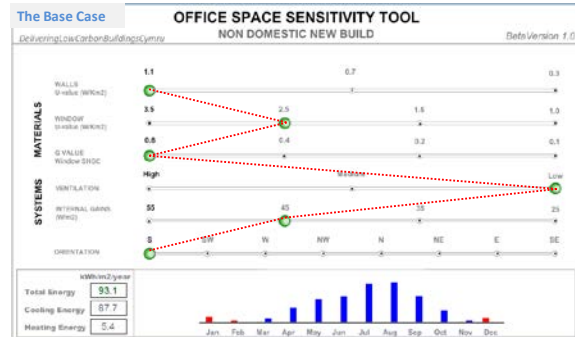 The Base Case
OFFICE SPACE SENSITIVITY TOOL
NON DOMESTIC NEW BUILD
DeliveringLowCarbonBuildingsCymru
BetaVersion 1.0
MATERIALS
WALLS
U-value (W/Km2)
1.1 0.7 0.3
WINDOW
U-value (W/Km2)
3.5 2.5 1.5 1.0
G VALUE
Window SHGC
0.4 0.2 0.1
SYSTEMS
VENTILATION
High Medium Low
INTERNAL GAINS
(W/m2)
55 45 35 25
ORIENTATION
S SW W NW N NE E SE
kWh/m2/year
Total Energy 93.1
Cooling Energy 87.7
Heating Energy 5.4
Jan Feb Mar Apr May Jun Jul Aug Sep Oct Nov Dec